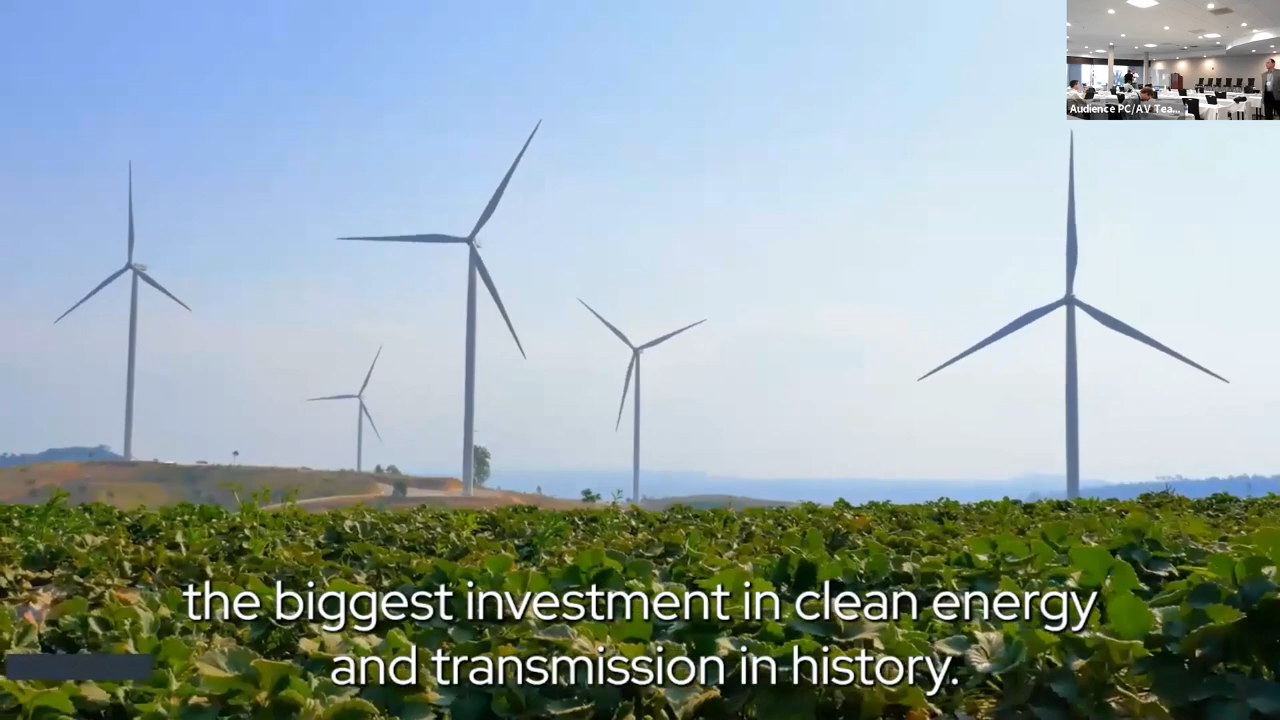 Audience PC/AV Tea...
the biggest investment in clean energy
and transmission in history.